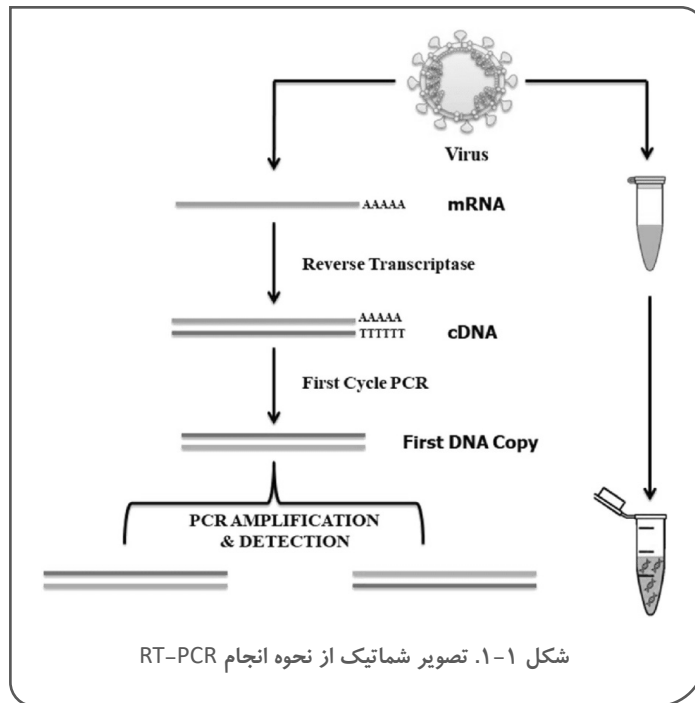 Virus
AAAAA mRNA
Reverse Transcriptase
AAAAA
TTTTTT cDNA
First Cycle PCR
First DNA Copy
PCR AMPLIFICATION
& DETECTION
شکل ۱-۱. تصویر شماتیک از نحوه انجام RT-PCR